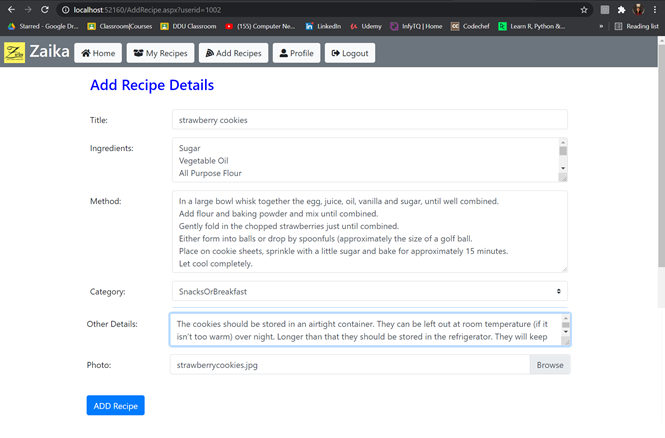 localhost:52160/AddRecipe.aspx?userid=1002
Starred - Google Dr... Classroom|Courses DDU Classroom (155) Computer Ne... LinkedIn Udemy InfyTQ | Home Codechef Learn R, Python &... » Reading list
Zaika Home My Recipes Add Recipes Profile Logout
Add Recipe Details
Title: strawberry cookies
Ingredients: Sugar
Vegetable Oil
All Purpose Flour
Method: In a large bowl whisk together the egg, juice, oil, vanilla and sugar, until well combined.
Add flour and baking powder and mix until combined.
Gently fold in the chopped strawberries just until combined.
Either form into balls or drop by spoonfuls (approximately the size of a golf ball.
Place on cookie sheets, sprinkle with a little sugar and bake for approximately 15 minutes.
Let cool completely.
Category: SnacksOrBreakfast
Other Details: The cookies should be stored in an airtight container. They can be left out at room temperature (if it
isn't too warm) over night. Longer than that they should be stored in the refrigerator. They will keep
Photo: strawberrycookies.jpg Browse
ADD Recipe